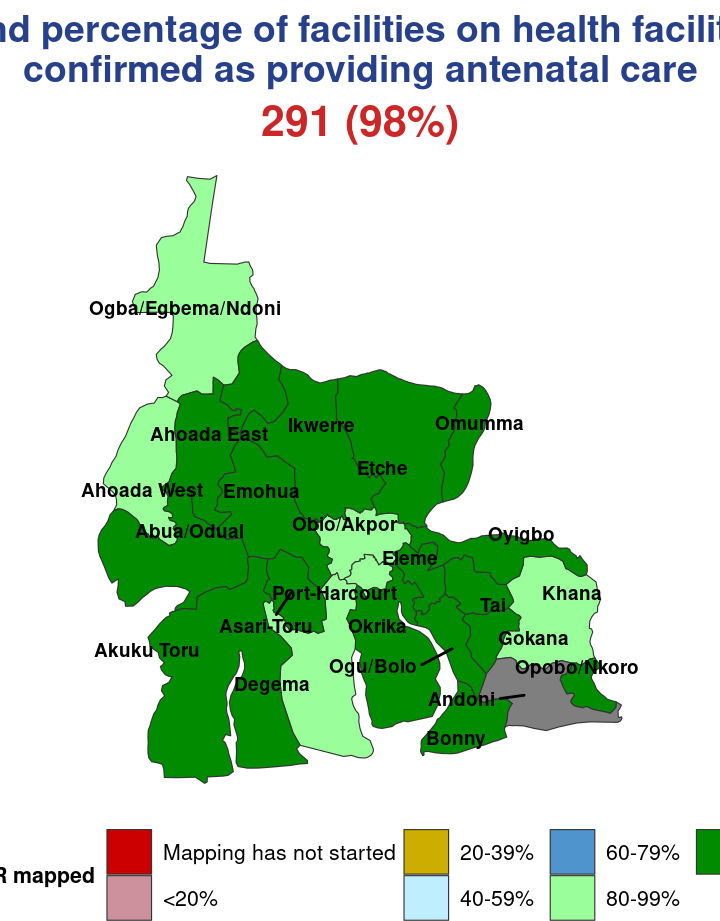 nd percentage of facilities on health facilit
confirmed as providing antenatal care
291 (98%)
Ogba/Egbema/Ndoni
Ahoada East
Ikwerre
Omumma
Etche
Ahoada West
Emohua
Abua/Odual
Obio/Akpor
Oyigbo
Eleme
Port-Harcourt
Khana
Tai
Asari-Toru
Okrika
Gokana
Akuku Toru
Ogu/Bolo
Opobo/Nkoro
Degema
Andoni
Bonny
R mapped
Mapping has not started
20-39%
60-79%
<20%
40-59%
80-99%